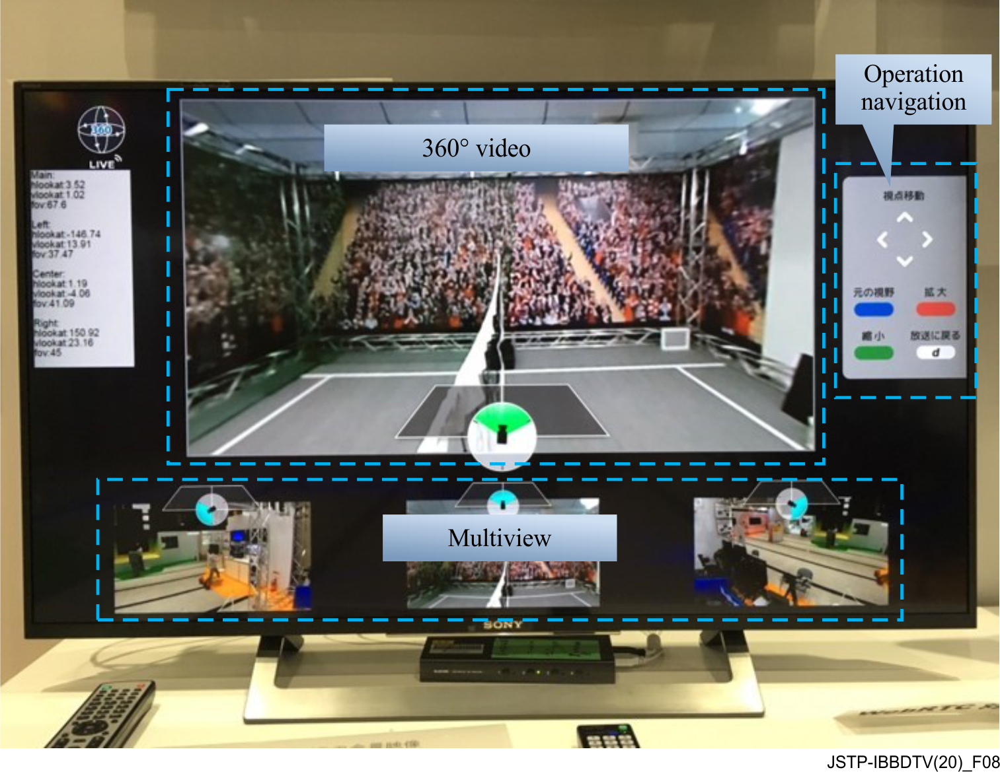 Operation
navigation
360° video
360
LIVE
Main:
hlookat:3.52
vlookat:1.02
fov:67.6
Left:
hlookat:-146.74
vlookat:13.91
fov:37.47
Center:
hlookat:1.19
vlookat:-4.06
fov:41.09
Right:
hlookat:150.92
vlookat:23.16
fov:45
視点移動
元の視野
拡大
縮小
放送に戻る
d
Multiview
SONY
WebRTC
JSTP-IBBDTV(20)_F08